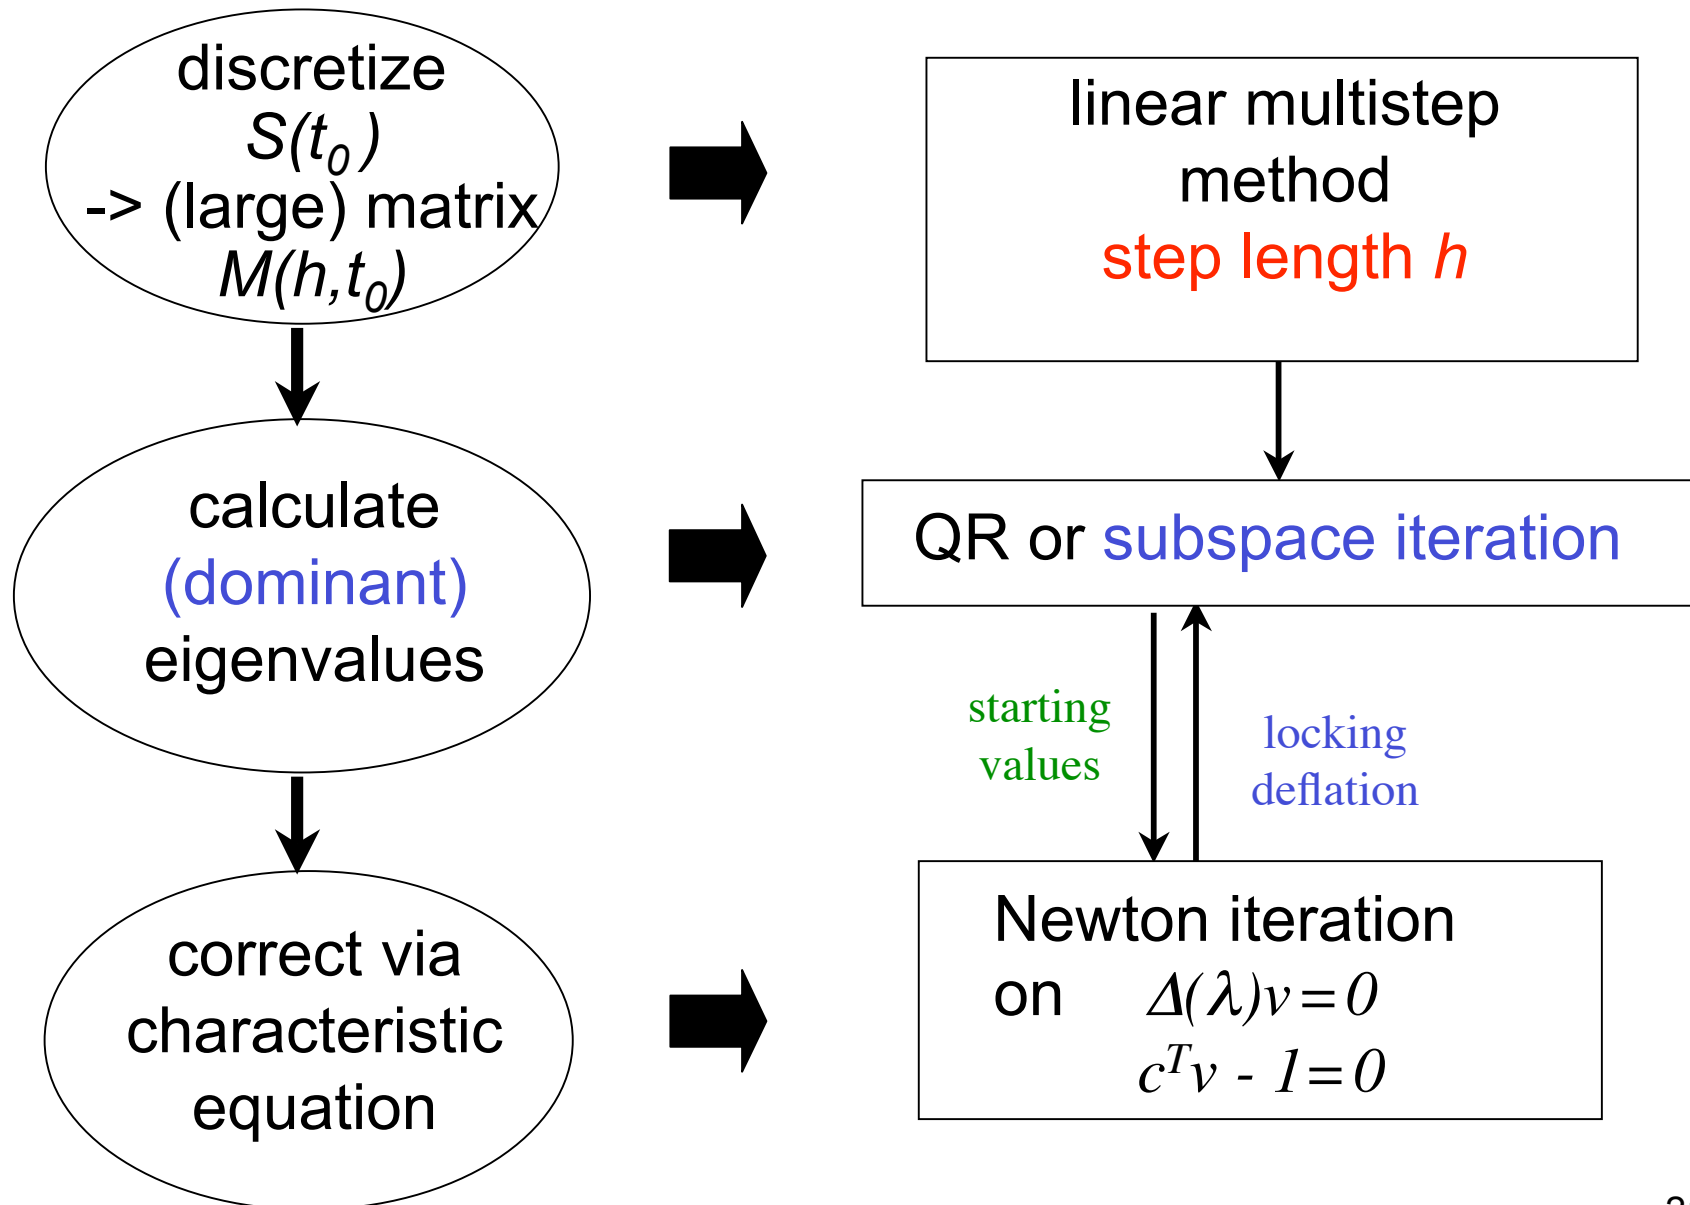 discretize
S(t₀)
-> (large) matrix
M(h,t₀)
linear multistep
method
step length h
calculate
(dominant)
eigenvalues
QR or subspace iteration
starting
values
locking
deflation
correct via
characteristic
equation
Newton iteration
on Δ(λ)v=0
cᵀv - 1=0